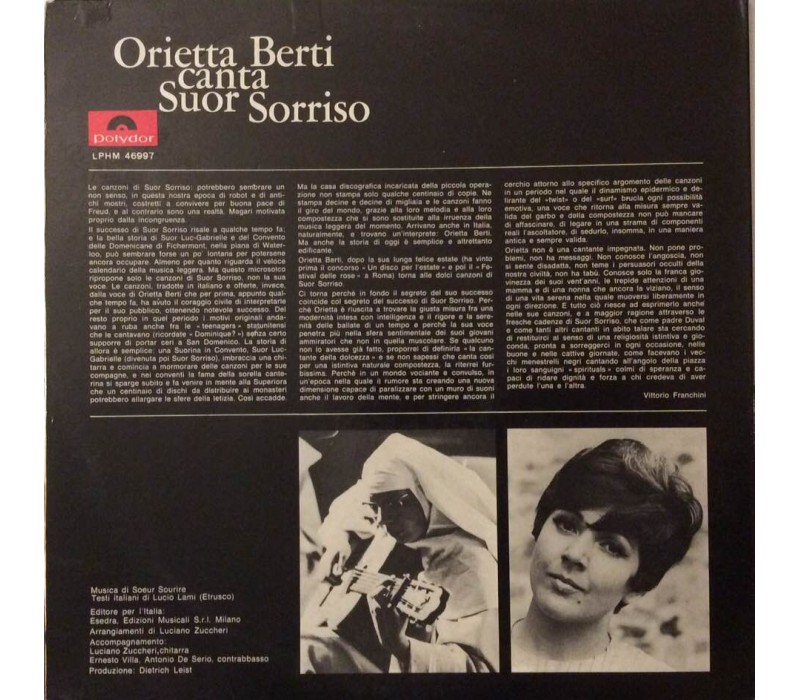 Orietta Berti
canta
Suor Sorriso
Polydor
LPHM 46997
Le canzoni di Suor Sorriso: potrebbero sembrare un
non senso, in questa nostra epoca di robot e di anti-
chi mostri, costretti a convivere per buona pace di
Freud, e al contrario sono una realtà. Magari motivata
proprio dalle incongruenze.
Il successo di Suor Sorriso risale a qualche tempo fa;
e la bella storia di Suor Luc-Gabrielle e del Convento
delle Domenicane di Fichermont, nella piana di Water-
loo, può sembrare forse un po' lontana per potersene
ancora occupare. Almeno per quanto riguarda il veloce
calendario della musica leggera. Ma questo microsolco
ripropone solo le canzoni di Suor Sorriso, non la sua
voce. Le canzoni, tradotte in italiano e offerte, invece,
dalla voce di Orietta Berti che per prima, appunto qual-
che tempo fa, ha avuto il coraggio civile di interpretarle
per il suo pubblico, ottenendo notevole successo. Del
resto proprio in quel periodo i motivi originali anda-
vano a ruba anche fra le « teenagers » statunitensi
che le cantavano (ricordate « Dominique? ») senza certo
supporre di portar ceri a San Domenico. La storia di
allora è semplice: una Suorina in Convento, Suor Luc-
Gabrielle (divenuta poi Suor Sorriso), imbraccia una chi-
tarra e comincia a mormorare delle canzoni per le sue
compagne, e nei conventi la fama della sorella cante-
rina si sparge subito e fa venire in mente alla Superiora
che un centinaio di dischi da distribuire ai monasteri
potrebbero allargare le sfere della letizia. Così accadde.
Ma la casa discografica incaricata della piccola opera-
zione non stampa solo qualche centinaio di copie. Ne
stampa decine e decine di migliaia e le canzoni fanno
il giro del mondo, grazie alla loro melodia e alla loro
compostezza che si sono sostituite alla irruenza della
musica leggera del momento. Arrivano anche in Italia,
naturalmente, e trovano un'interprete: Orietta Berti.
Ma anche la storia di oggi è semplice e altrettanto
edificante.
Orietta Berti, dopo la sua lunga felice estate (ha vinto
prima il concorso « Un disco per l'estate » e poi il « Fe-
stival delle rose » a Roma) torna alle dolci canzoni di
Suor Sorriso.
Ci torna perchè in fondo il segreto del suo successo
coincide col segreto del successo di Suor Sorriso. Per-
chè Orietta è riuscita a trovare la giusta misura fra una
modernità intesa con intelligenza e il rigore e la sere-
nità delle ballate di un tempo e perchè la sua voce
penetra più nella sfera sentimentale dei suoi giovani
ammiratori che non in quella muscolare. Se qualcuno
non lo avesse già fatto, proporrei di definirla « la can-
tante della dolcezza » e se non sapessi che canta così
per una istintiva naturale compostezza, la riterrei fur-
bissima. Perchè in un mondo vociante e convulso, in
un'epoca nella quale il rumore sta creando una nuova
dimensione capace di paralizzare con un muro di suoni
anche il lavoro della mente, e per stringere ancora il
cerchio attorno allo specifico argomento delle canzoni
in un periodo nel quale il dinamismo epidermico e de-
lirante del «twist» o del «surf» brucia ogni possibilità
emotiva, una voce che ritorna alla misura sempre va-
lida del garbo e della compostezza non può mancare
di affascinare, di legare in una strama di componenti
reali l'ascoltatore, di sedurlo, insomma, in una maniera
antica e sempre valida.
Orietta non è una cantante impegnata. Non pone pro-
blemi, non ha messaggi. Non conosce l'angoscia, non
si sente disadatta, non teme i persuasori occulti della
nostra civiltà, non ha tabù. Conosce solo la franca gio-
vinezza dei suoi vent'anni, le trepide attenzioni di una
mamma e di una nonna che ancora la viziano, il senso
di una vita serena nella quale muoversi liberamente in
ogni direzione. E tutto ciò riesce ad esprimerlo anche
nelle sue canzoni, e a maggior ragione attraverso le
fresche cadenze di Suor Sorriso, che come padre Duval
e come tanti altri cantanti in abito talare sta cercando
di restituirci al senso di una religiosità istintiva e gio-
conda, pronta a sorreggerci in ogni occasione, nelle
buone e nelle cattive giornate, come facevano i vec-
chi menestrelli negri cantando all'angolo della piazza
i loro sanguigni « spirituals » colmi di speranza e ca-
paci di ridare dignità e forza a chi credeva di aver
perdute l'una e l'altra.
Vittorio Franchini
Musica di Soeur Sourire
Testi italiani di Lucio Lami (Etrusco)
Editore per l'Italia:
Esedra, Edizioni Musicali S.r.l. Milano
Arrangiamenti di Luciano Zuccheri
Accompagnamento:
Luciano Zuccheri, chitarra
Ernesto Villa, Antonio De Serio, contrabbasso
Produzione: Dietrich Leist